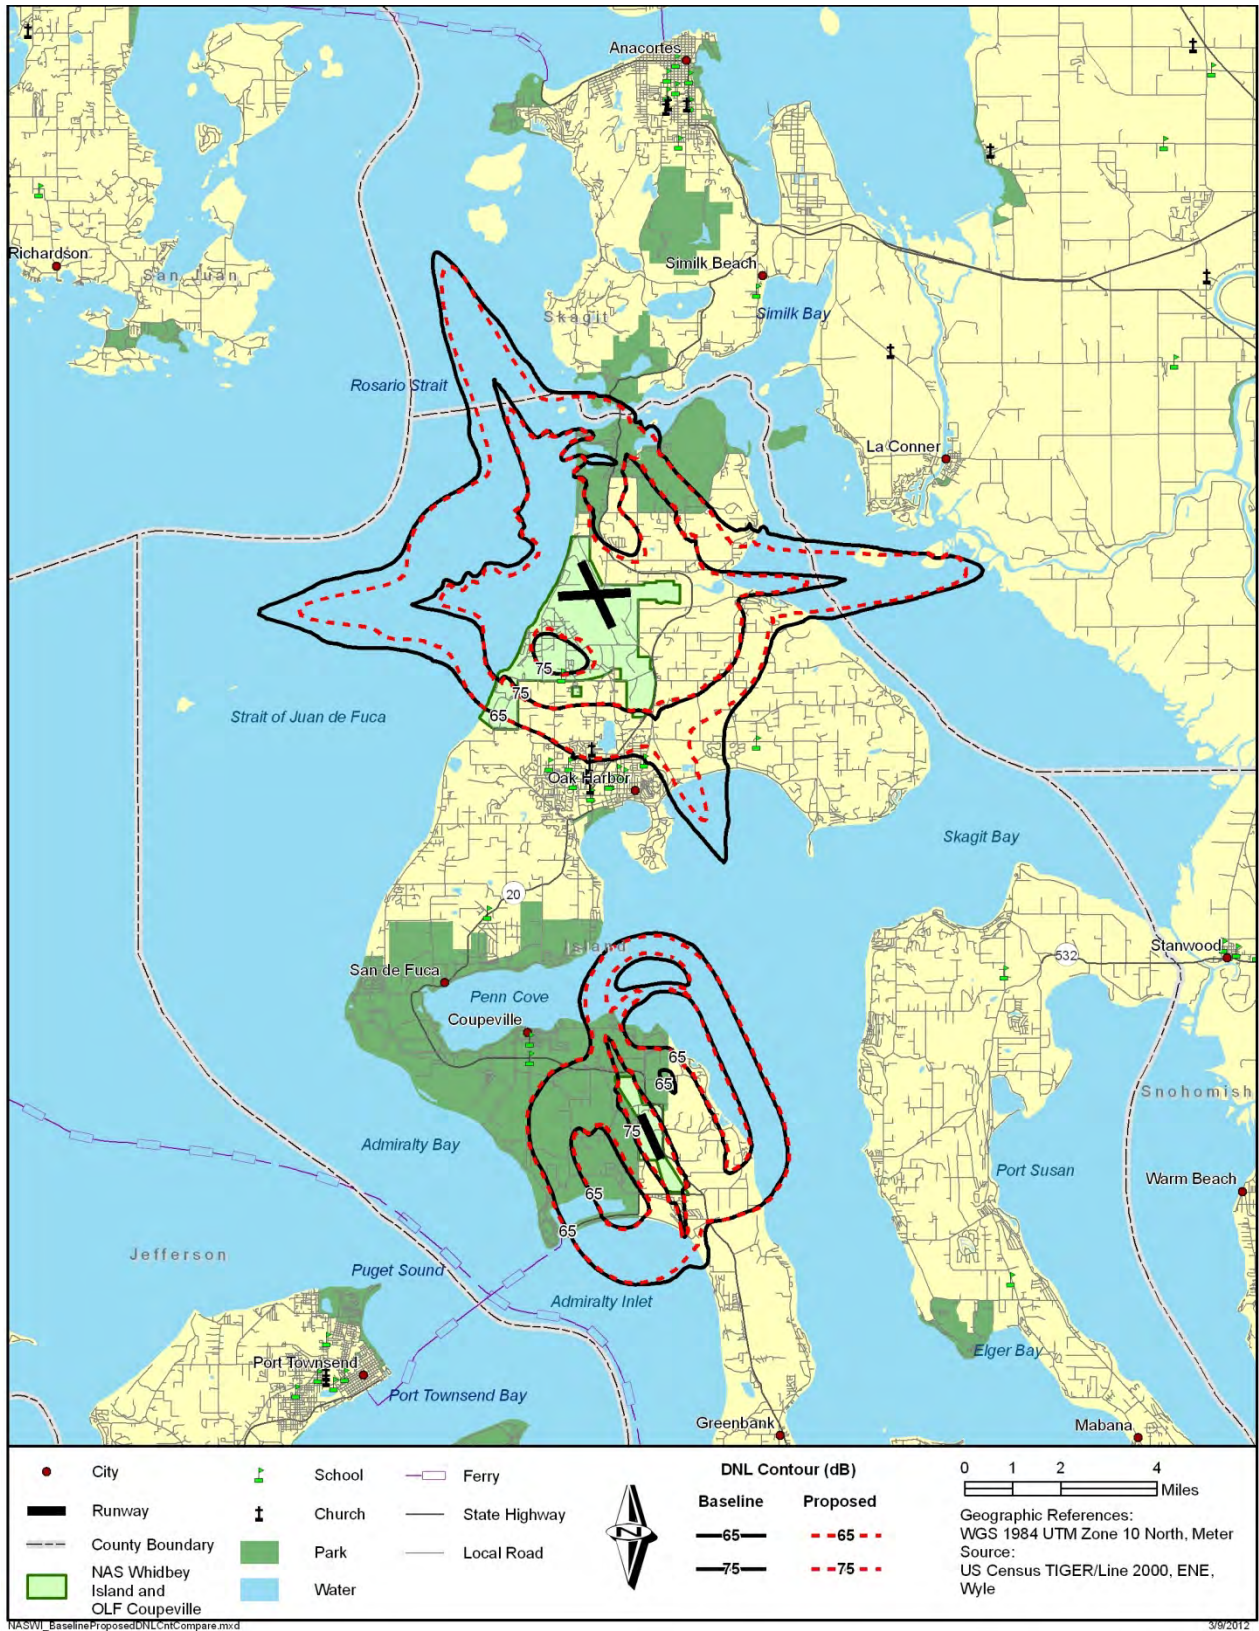 Anacortes
Richardson
San Juan
Similk Beach
Similk Bay
Skagit
Rosario Strait
La Conner
75
75
65
Strait of Juan de Fuca
Oak Harbor
Skagit Bay
20
Island
532
Stanwood
San de Fuca
Penn Cove
Coupeville
65
65
Snohomish
75
Admiralty Bay
Port Susan
Warm Beach
65
65
Jefferson
Puget Sound
Admiralty Inlet
Elger Bay
Port Townsend
Port Townsend Bay
Greenbank
Mabana
City
Runway
County Boundary
NAS Whidbey
Island and
OLF Coupeville
School
Church
Park
Water
Ferry
State Highway
Local Road
N
DNL Contour (dB)
Baseline Proposed
65 65
75 75
0 1 2 4
Miles
Geographic References:
WGS 1984 UTM Zone 10 North, Meter
Source:
US Census TIGER/Line 2000, ENE,
Wyle
NASWI_BaselineProposedDNLCntCompare.mxd
3/9/2012